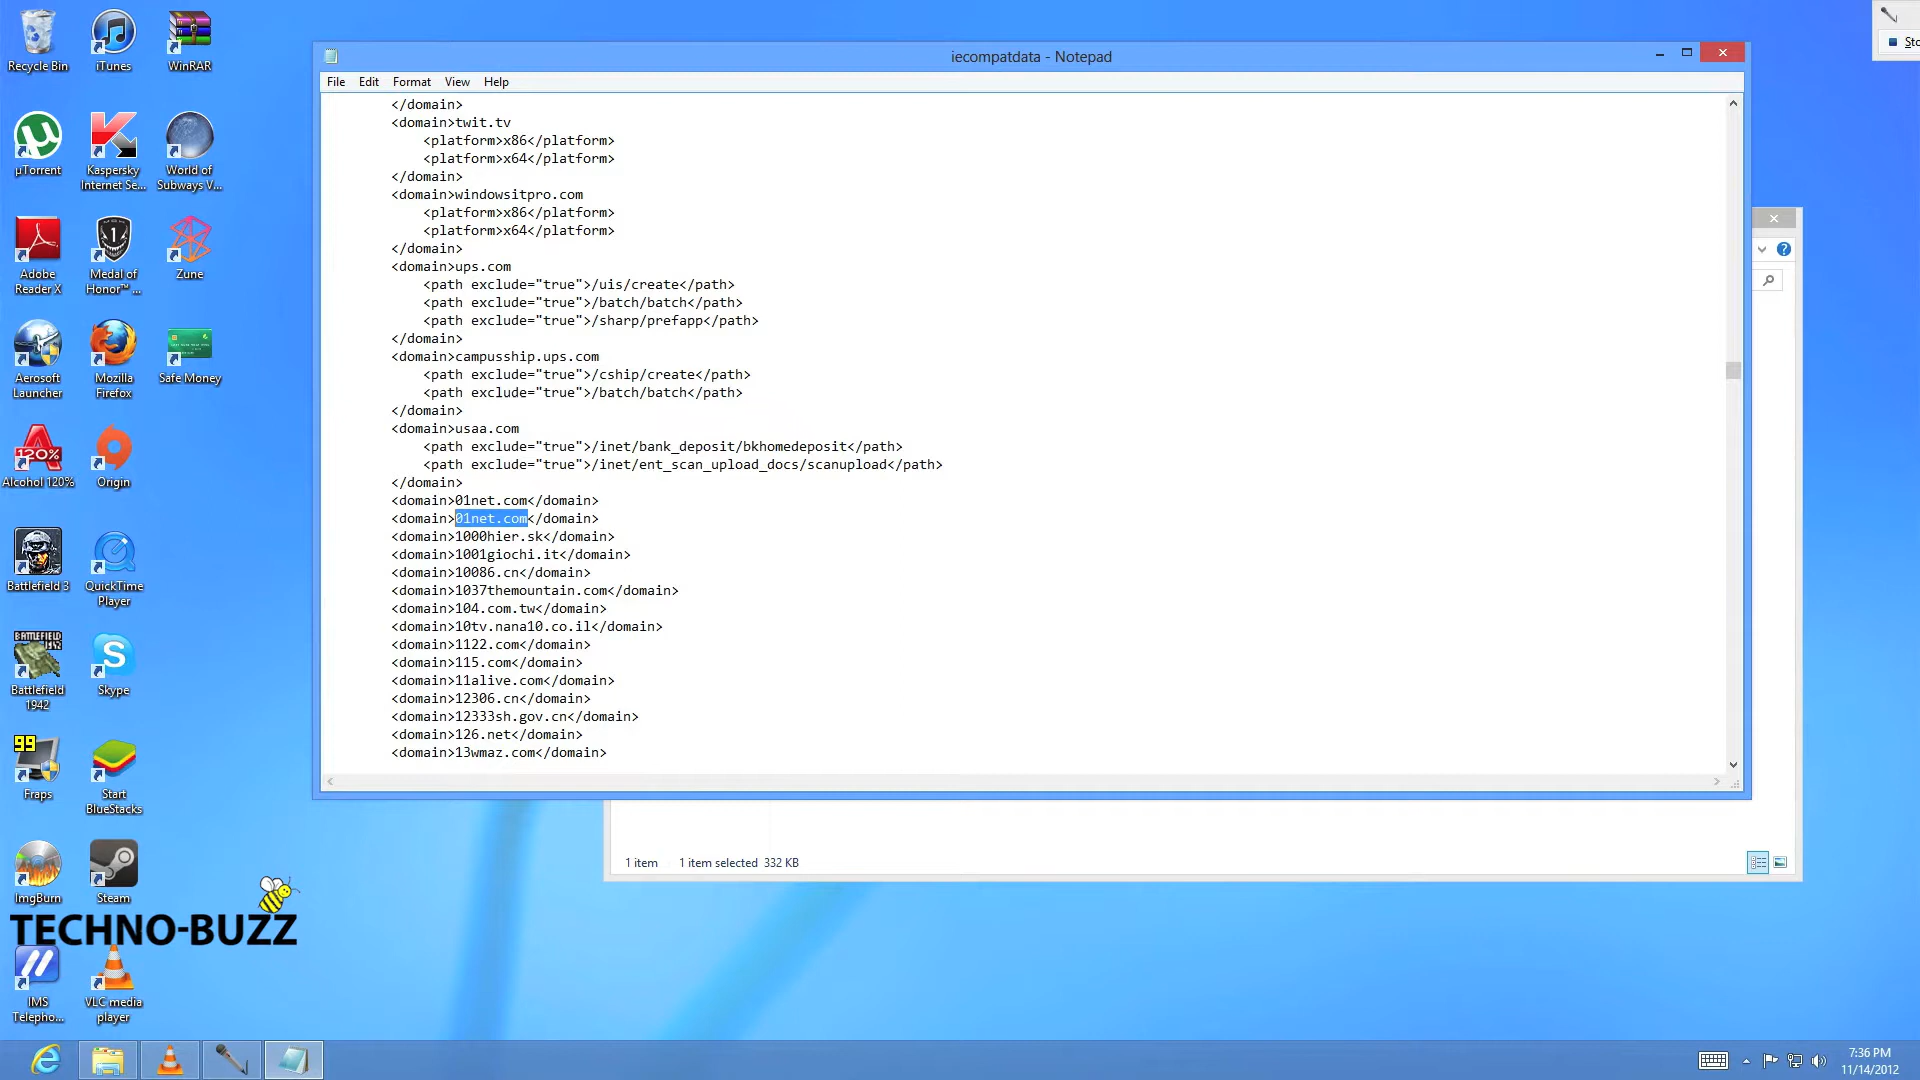 Recycle Bin
iTunes
WinRAR
µTorrent
Kaspersky
Internet Se...
World of
Subways V...
Adobe
Reader X
Medal of
Honor™ ...
Zune
Aerosoft
Launcher
Mozilla
Firefox
Safe Money
120%
Alcohol 120%
Origin
Battlefield 3
QuickTime
Player
BATTLEFIELD
1942
Battlefield
1942
Skype
99
Fraps
Start
BlueStacks
ImgBurn
Steam
TECHNO-BUZZ
IMS
Telepho...
VLC media
player
iecompatdata - Notepad
File Edit Format View Help
</domain>
<domain>twit.tv
<platform>x86</platform>
<platform>x64</platform>
</domain>
<domain>windowsitpro.com
<platform>x86</platform>
<platform>x64</platform>
</domain>
<domain>ups.com
<path exclude="true">/uis/create</path>
<path exclude="true">/batch/batch</path>
<path exclude="true">/sharp/prefapp</path>
</domain>
<domain>campusship.ups.com
<path exclude="true">/cship/create</path>
<path exclude="true">/batch/batch</path>
</domain>
<domain>usaa.com
<path exclude="true">/inet/bank_deposit/bkhomedeposit</path>
<path exclude="true">/inet/ent_scan_upload_docs/scanupload</path>
</domain>
<domain>01net.com</domain>
<domain>01net.com</domain>
<domain>1000hier.sk</domain>
<domain>1001giochi.it</domain>
<domain>10086.cn</domain>
<domain>1037themountain.com</domain>
<domain>104.com.tw</domain>
<domain>10tv.nana10.co.il</domain>
<domain>1122.com</domain>
<domain>115.com</domain>
<domain>11alive.com</domain>
<domain>12306.cn</domain>
<domain>12333sh.gov.cn</domain>
<domain>126.net</domain>
<domain>13wmaz.com</domain>
1 item 1 item selected 332 KB
Stc
7:36 PM
11/14/2012